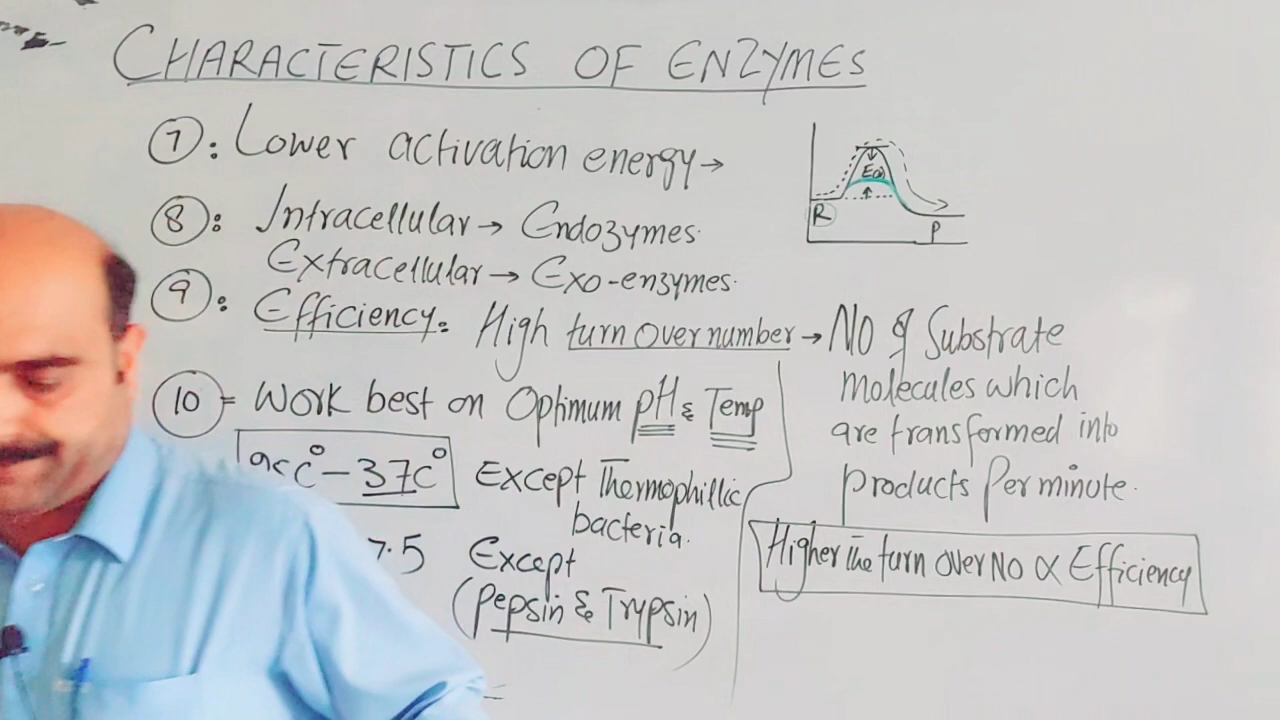 CHARACTERISTICS OF ENZYMES
7: Lower activation energy →
E(a)
R
P
8: Intracellular → Endozymes.
Extracellular → Exo-enzymes.
9: Efficiency: High turn over number → NO of Substrate
molecules which
are transformed into
products Per minute.
Higher the turn over No ∝ Efficiency
10 = Work best on Optimum pH & Temp
c° - 37c° Except Thermophillic
bacteria.
7.5 Except
(Pepsin & Trypsin)